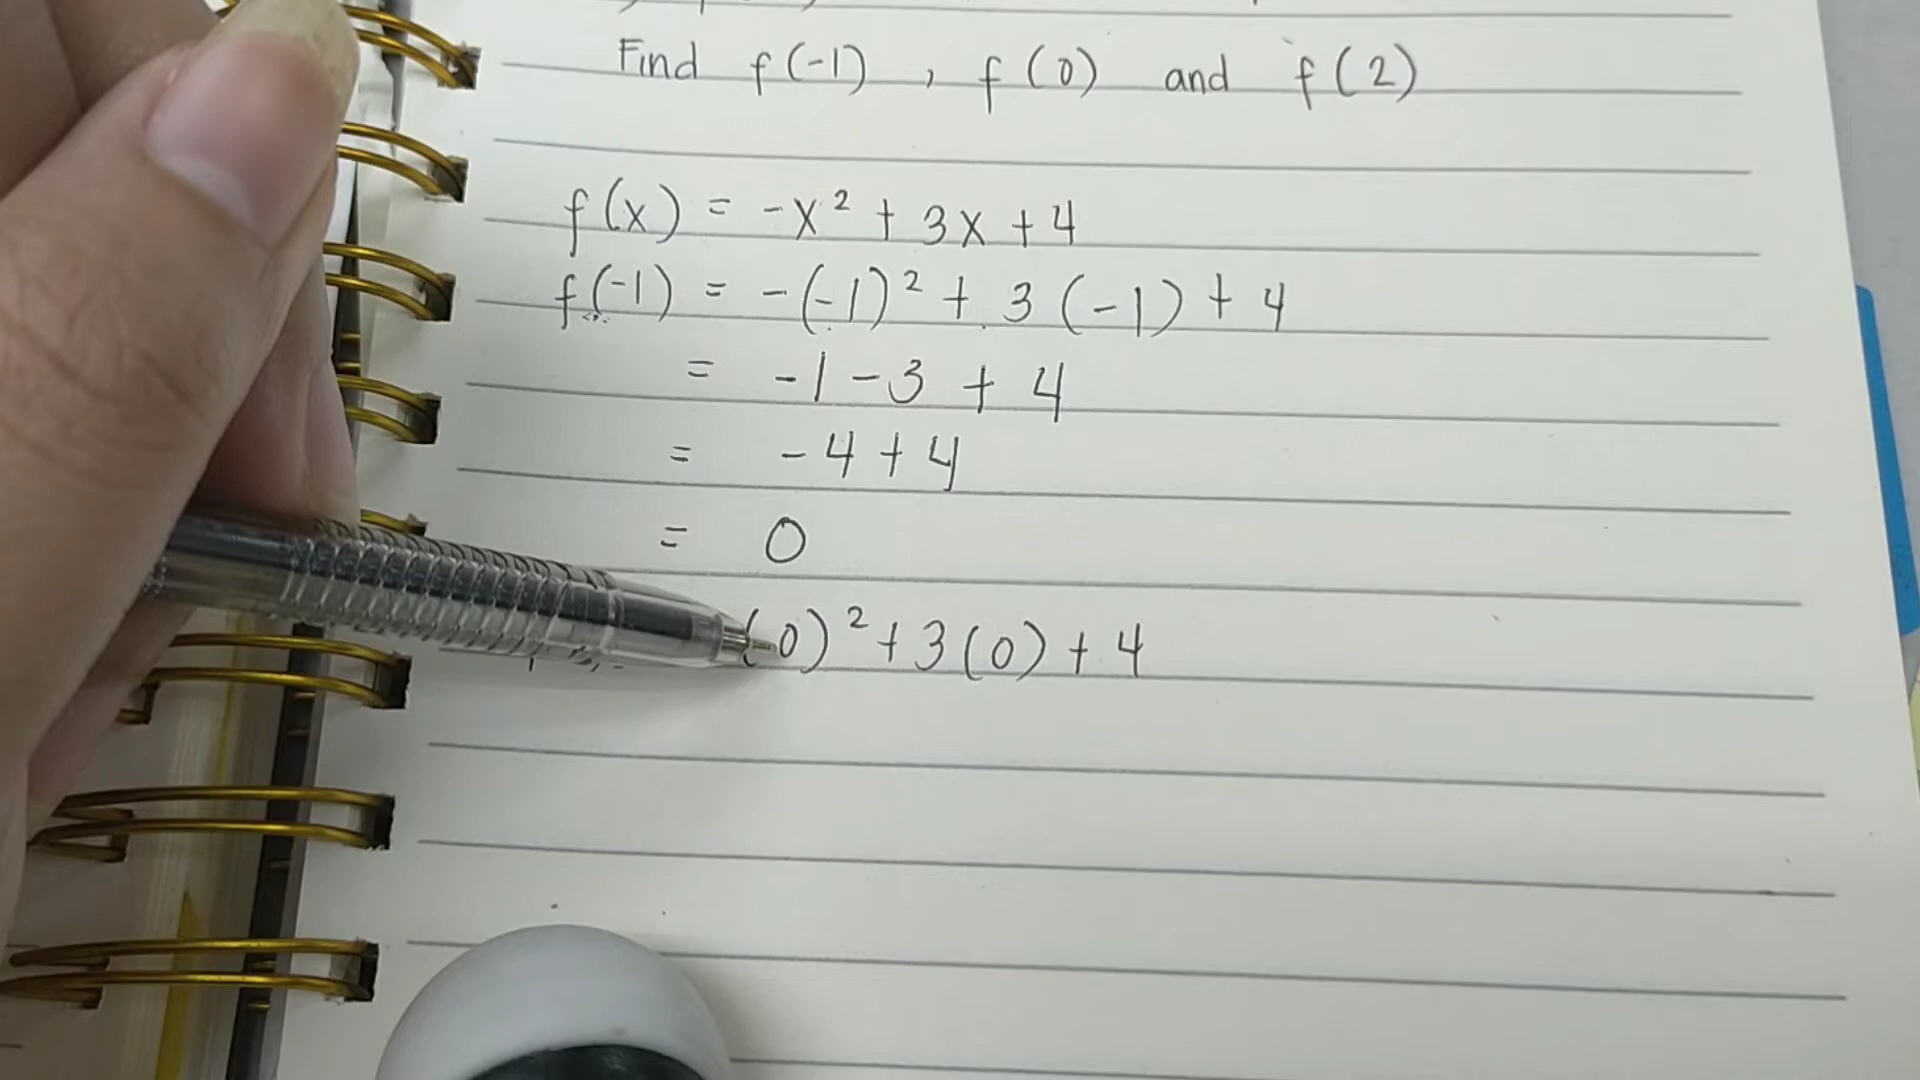 Find f(-1), f(0) and f(2)
f(x) = -x² + 3x + 4
f(-1) = -(-1)² + 3(-1) + 4
= -1 - 3 + 4
= -4 + 4
= 0
(0)² + 3(0) + 4